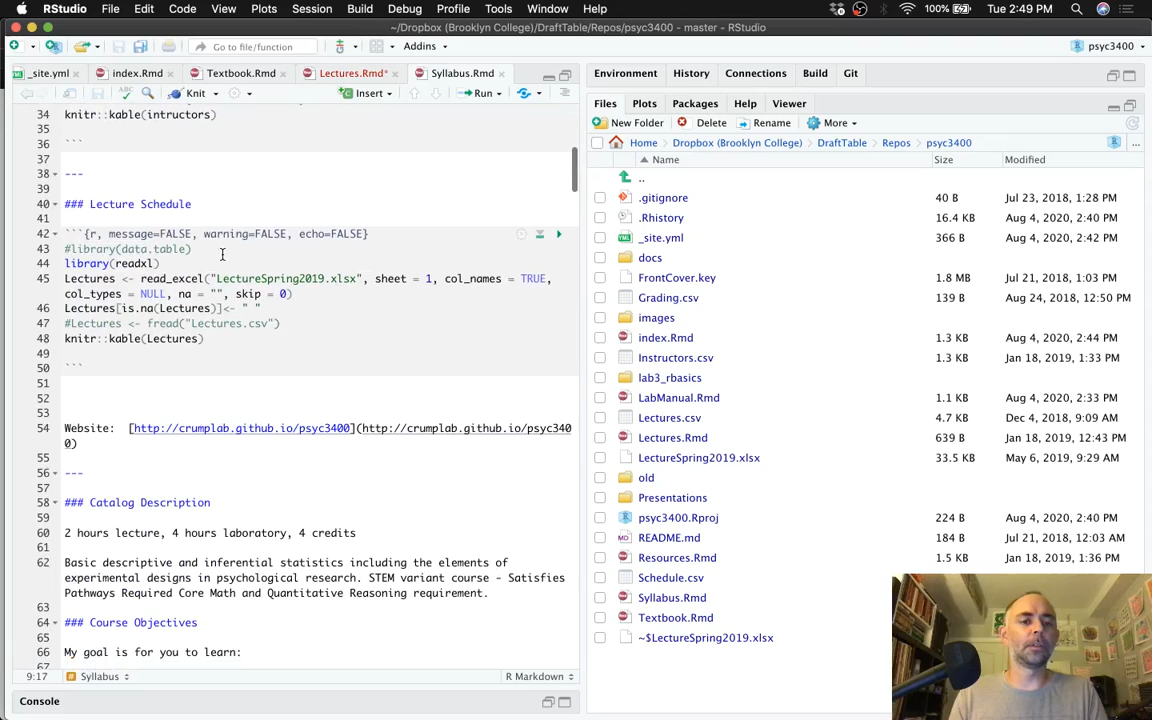 RStudio File Edit Code View Plots Session Build Debug Profile Tools Window Help 100% Tue 2:49 PM
~/Dropbox (Brooklyn College)/DraftTable/Repos/psyc3400 - master - RStudio
Go to file/function Addins psyc3400
_site.yml index.Rmd Textbook.Rmd Lectures.Rmd* Syllabus.Rmd
Knit Insert Run
34 knitr::kable(intructors)
35
36 ```
37
38 ---
39
40 ### Lecture Schedule
41
42 ```{r, message=FALSE, warning=FALSE, echo=FALSE}
43 #library(data.table)
44 library(readxl)
45 Lectures <- read_excel("LectureSpring2019.xlsx", sheet = 1, col_names = TRUE,
col_types = NULL, na = "", skip = 0)
46 Lectures[is.na(Lectures)]<- " "
47 #Lectures <- fread("Lectures.csv")
48 knitr::kable(Lectures)
49
50 ```
51
52
53
54 Website: [http://crumplab.github.io/psyc3400](http://crumplab.github.io/psyc340
0)
55
56 ---
57
58 ### Catalog Description
59
60 2 hours lecture, 4 hours laboratory, 4 credits
61
62 Basic descriptive and inferential statistics including the elements of
experimental designs in psychological research. STEM variant course - Satisfies
Pathways Required Core Math and Quantitative Reasoning requirement.
63
64 ### Course Objectives
65
66 My goal is for you to learn:
67
9:17 Syllabus R Markdown
Console
Environment History Connections Build Git
Files Plots Packages Help Viewer
New Folder Delete Rename More
Home Dropbox (Brooklyn College) DraftTable Repos psyc3400 ...
Name Size Modified
..
.gitignore 40 B Jul 23, 2018, 1:28 PM
.Rhistory 16.4 KB Aug 4, 2020, 2:40 PM
_site.yml 366 B Aug 4, 2020, 2:42 PM
docs
FrontCover.key 1.8 MB Jul 21, 2018, 1:03 PM
Grading.csv 139 B Aug 24, 2018, 12:50 PM
images
index.Rmd 1.3 KB Aug 4, 2020, 2:44 PM
Instructors.csv 1.3 KB Jan 18, 2019, 1:33 PM
lab3_rbasics
LabManual.Rmd 1.1 KB Aug 4, 2020, 2:33 PM
Lectures.csv 4.7 KB Dec 4, 2018, 9:09 AM
Lectures.Rmd 639 B Jan 18, 2019, 12:43 PM
LectureSpring2019.xlsx 33.5 KB May 6, 2019, 9:29 AM
old
Presentations
psyc3400.Rproj 224 B Aug 4, 2020, 2:40 PM
README.md 184 B Jul 21, 2018, 12:03 AM
Resources.Rmd 1.5 KB Jan 18, 2019, 1:36 PM
Schedule.csv
Syllabus.Rmd
Textbook.Rmd
~$LectureSpring2019.xlsx